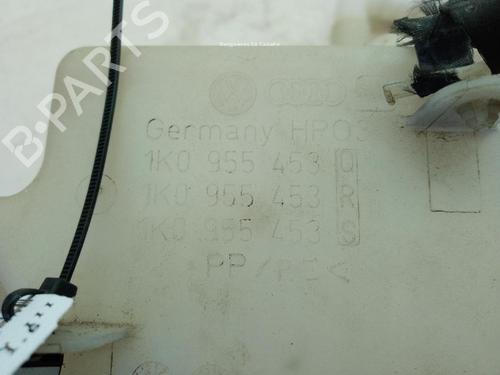 B-PARTS
Germany HPO3
1K0 955 453 Q
1K0 955 453 R
1K0 955 453 S
PP/PE<